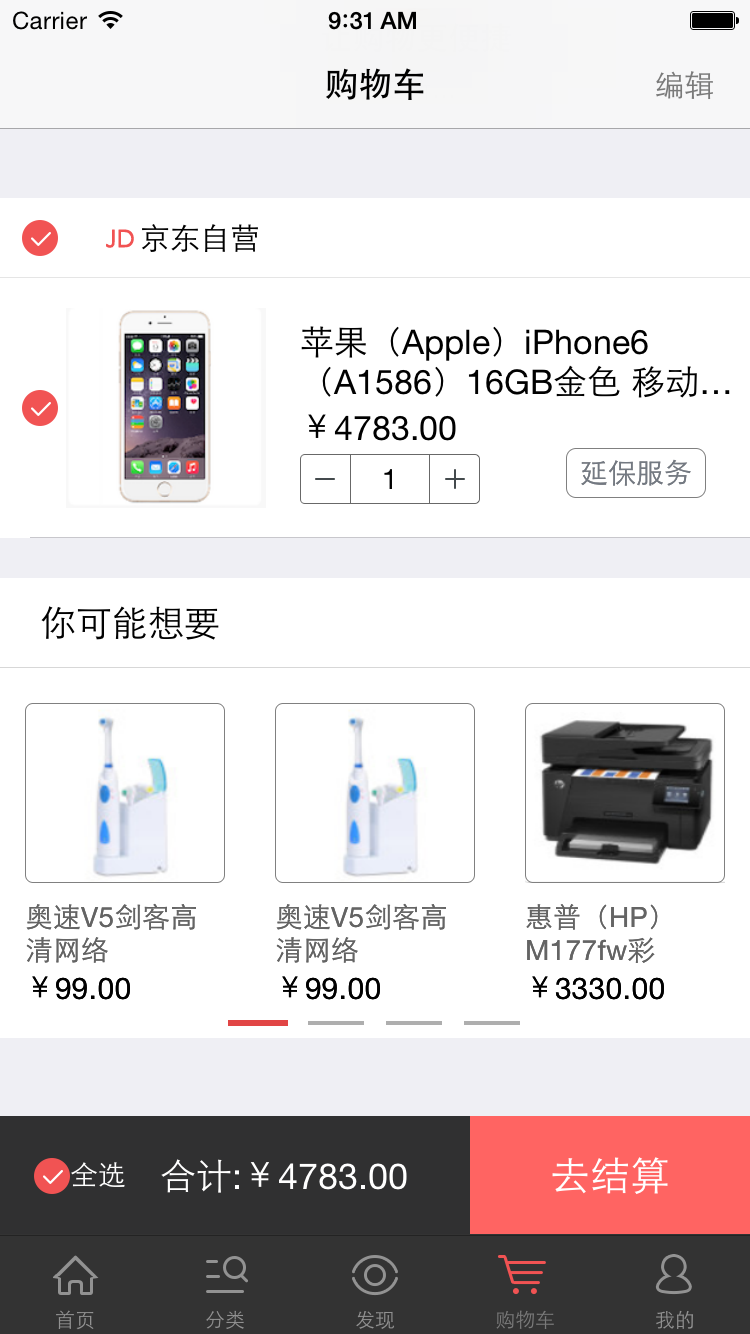 Carrier 9:31 AM
购物车 编辑
JD 京东自营
苹果（Apple）iPhone6
（A1586）16GB金色 移动…
￥4783.00
1
延保服务
你可能想要
奥速V5剑客高
清网络
￥99.00
奥速V5剑客高
清网络
￥99.00
惠普（HP）
M177fw彩
￥3330.00
全选 合计:￥4783.00 去结算
首页 分类 发现 购物车 我的